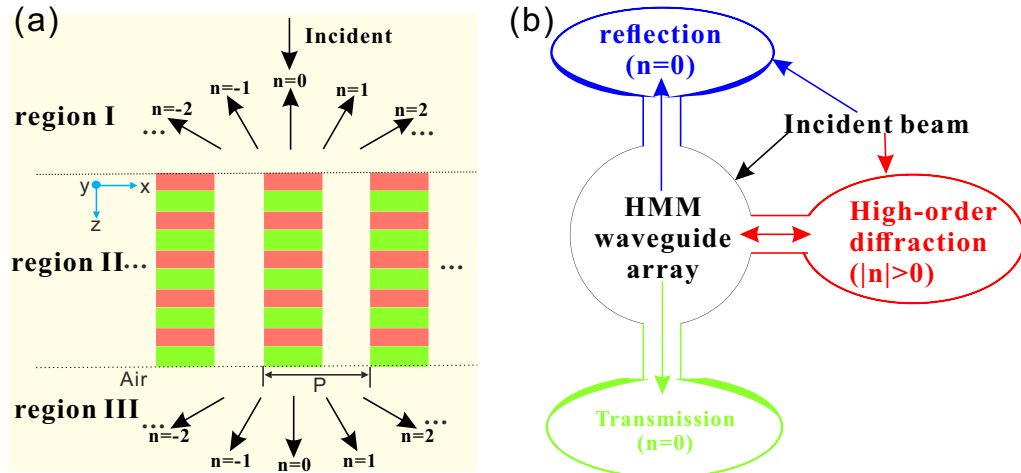 (a)
Incident
n=-2
n=-1
n=0
n=1
n=2
region I
...
...
y
x
z
region II
...
...
Air
P
region III
...
...
n=-2
n=-1
n=0
n=1
n=2
(b)
reflection
(n=0)
Incident beam
HMM
waveguide
array
High-order
diffraction
(|n|>0)
Transmission
(n=0)